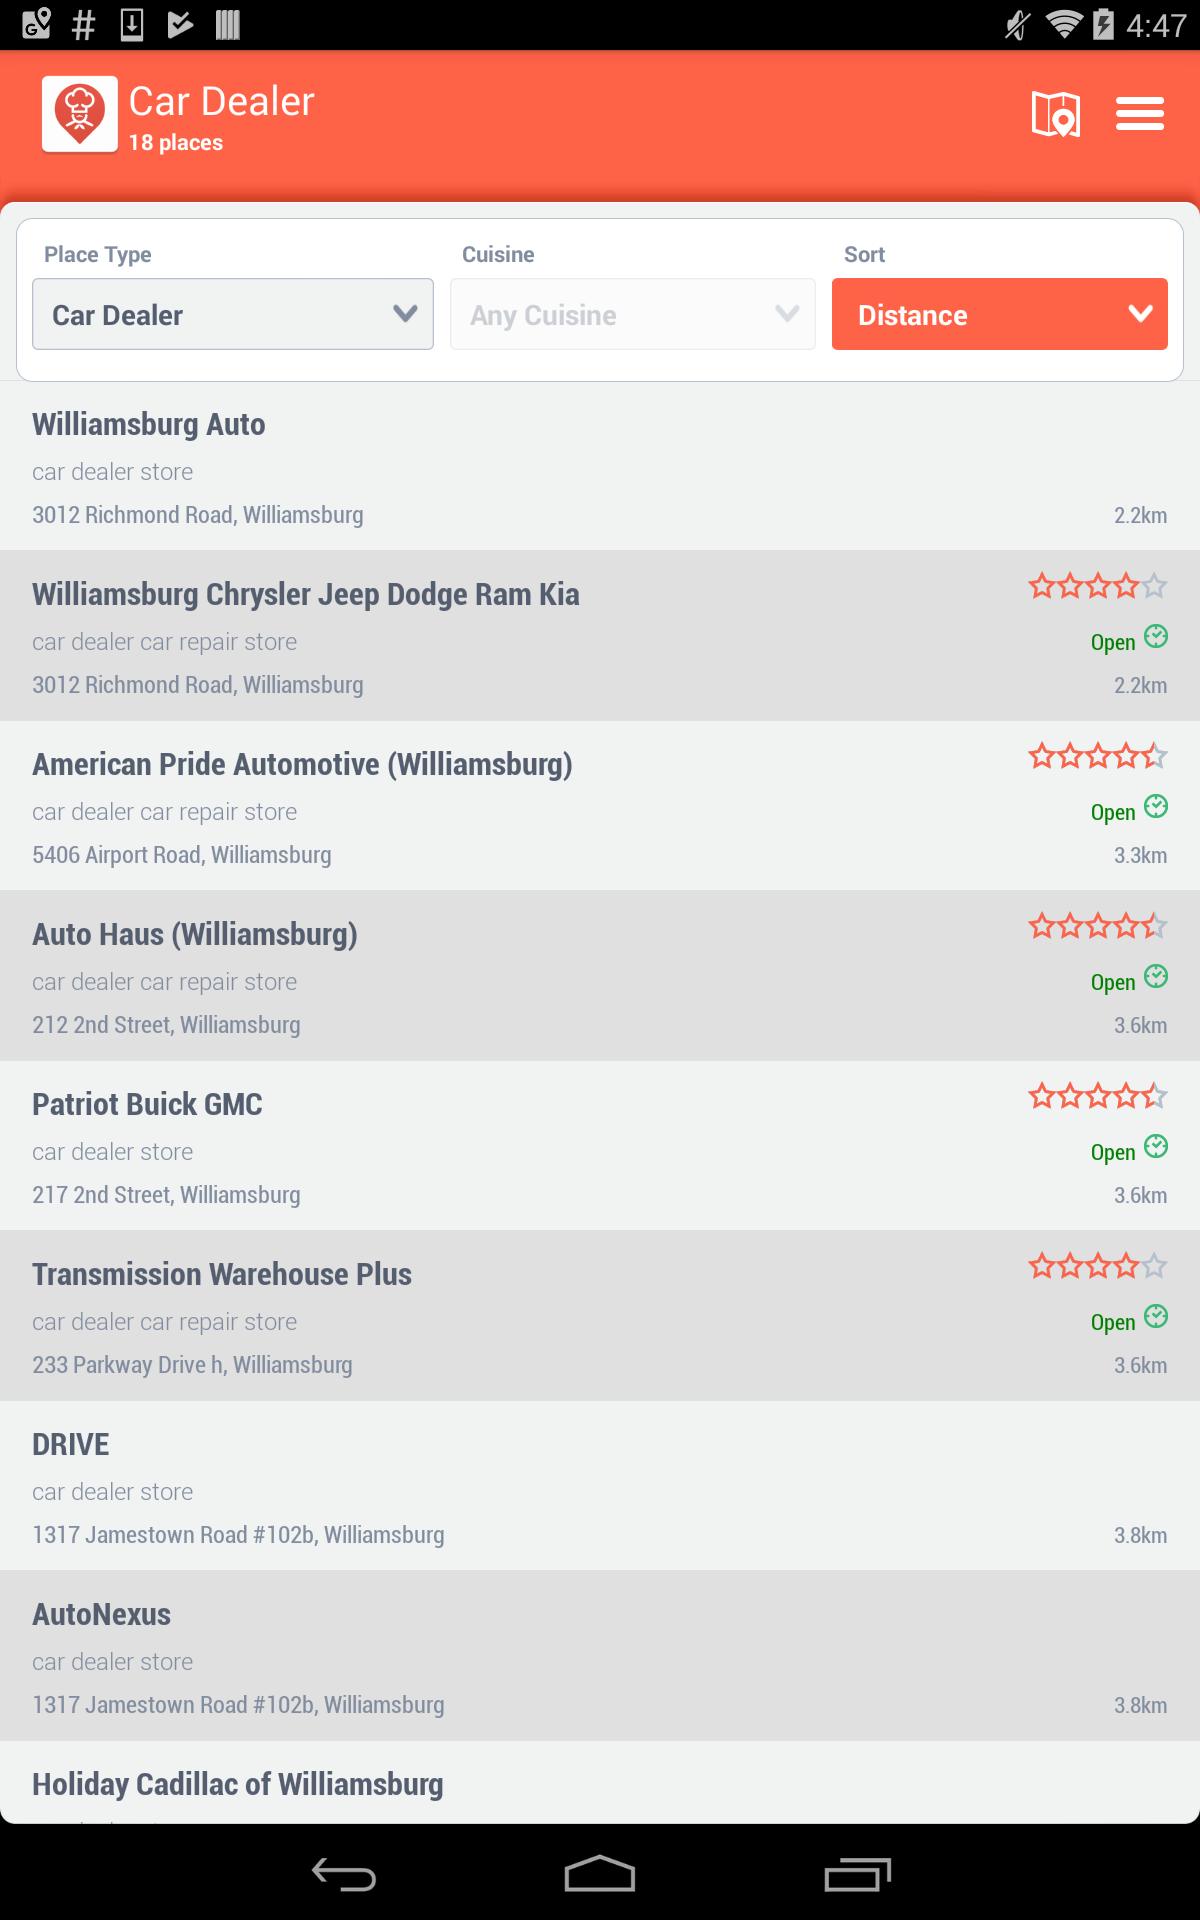 4:47
Car Dealer
18 places
Place Type
Cuisine
Sort
Car Dealer
Any Cuisine
Distance
Williamsburg Auto
car dealer store
3012 Richmond Road, Williamsburg
2.2km
Williamsburg Chrysler Jeep Dodge Ram Kia
car dealer car repair store
Open
3012 Richmond Road, Williamsburg
2.2km
American Pride Automotive (Williamsburg)
car dealer car repair store
Open
5406 Airport Road, Williamsburg
3.3km
Auto Haus (Williamsburg)
car dealer car repair store
Open
212 2nd Street, Williamsburg
3.6km
Patriot Buick GMC
car dealer store
Open
217 2nd Street, Williamsburg
3.6km
Transmission Warehouse Plus
car dealer car repair store
Open
233 Parkway Drive h, Williamsburg
3.6km
DRIVE
car dealer store
1317 Jamestown Road #102b, Williamsburg
3.8km
AutoNexus
car dealer store
1317 Jamestown Road #102b, Williamsburg
3.8km
Holiday Cadillac of Williamsburg